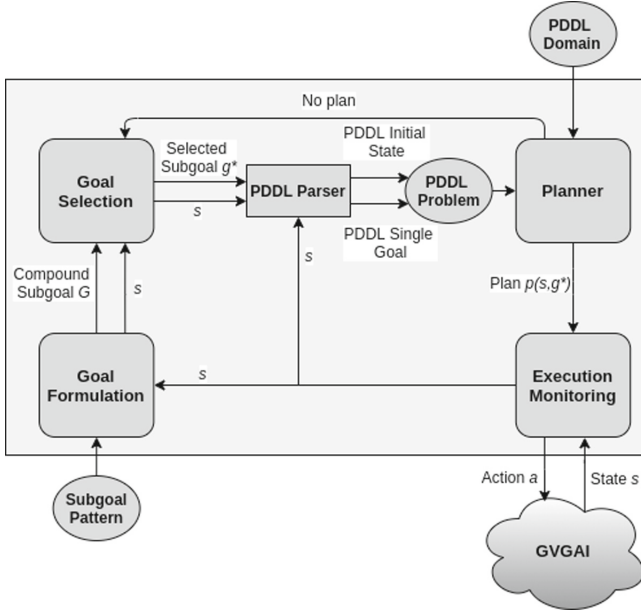 PDDL
Domain
No plan
Selected
Subgoal g*
s
PDDL Initial
State
PDDL Single
Goal
Goal
Selection
PDDL Parser
PDDL
Problem
Planner
Compound
Subgoal G
s
s
Plan p(s,g*)
Goal
Formulation
s
Execution
Monitoring
Subgoal
Pattern
Action a
State s
GVGAI